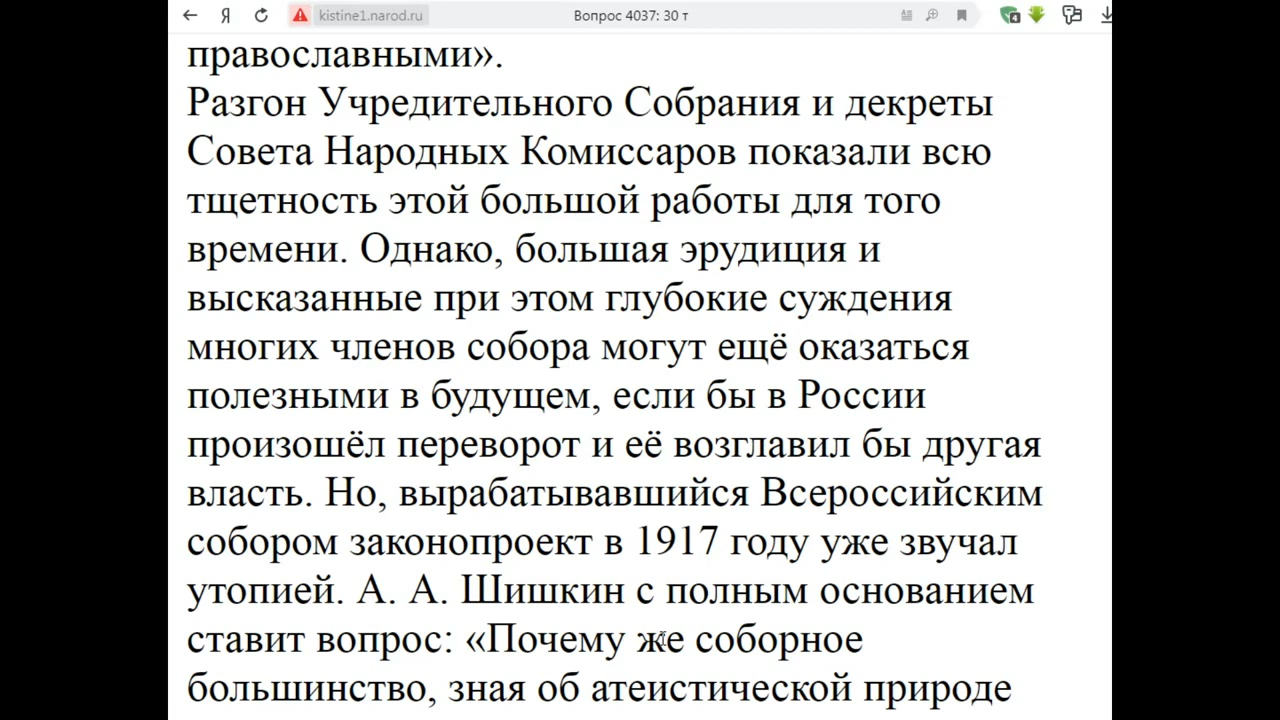 kistine1.narod.ru
Вопрос 4037: 30 т
4
православными».
Разгон Учредительного Собрания и декреты
Совета Народных Комиссаров показали всю
тщетность этой большой работы для того
времени. Однако, большая эрудиция и
высказанные при этом глубокие суждения
многих членов собора могут ещё оказаться
полезными в будущем, если бы в России
произошёл переворот и её возглавил бы другая
власть. Но, вырабатывавшийся Всероссийским
собором законопроект в 1917 году уже звучал
утопией. А. А. Шишкин с полным основанием
ставит вопрос: «Почему же соборное
большинство, зная об атеистической природе